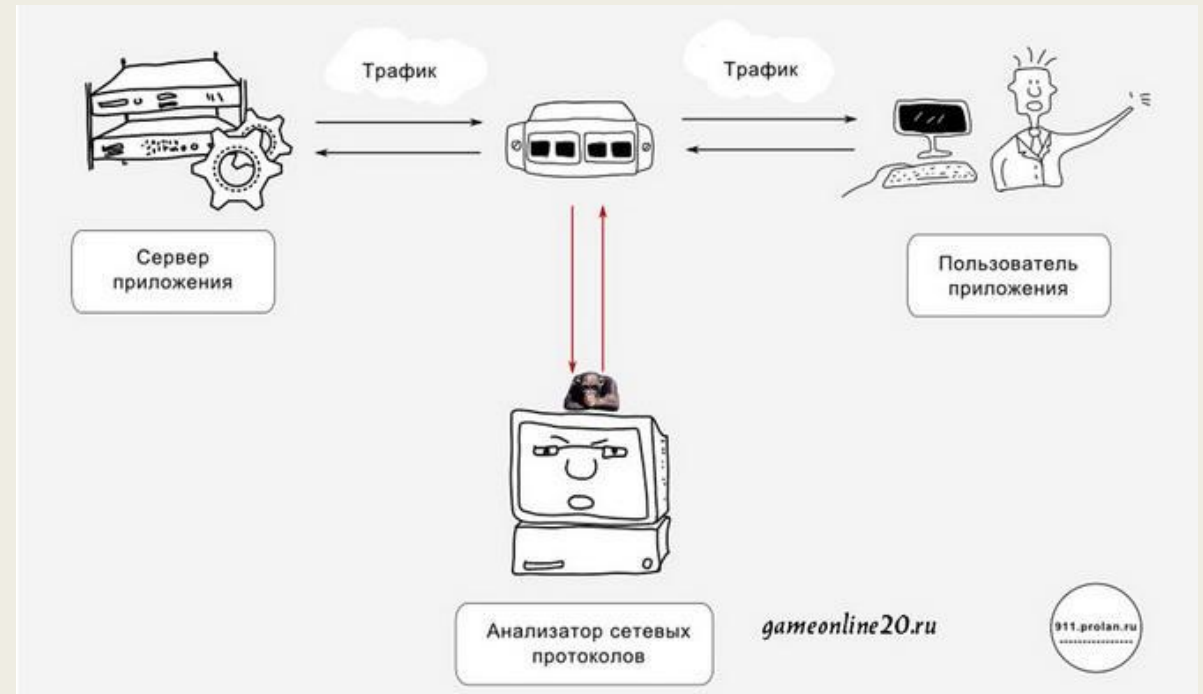 Трафик
Трафик
Сервер
приложения
Пользователь
приложения
Анализатор сетевых
протоколов
gameonline20.ru
911.prolan.ru